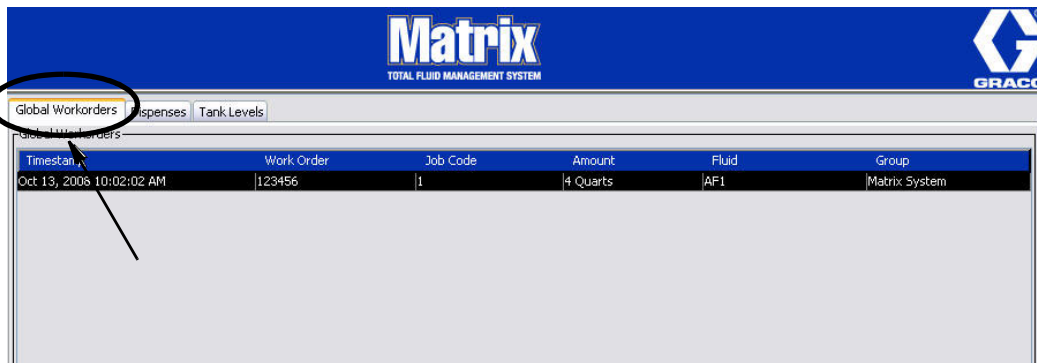 Matrix
TOTAL FLUID MANAGEMENT SYSTEM
GRACO
Global Workorders Dispenses Tank Levels
Global Workorders
Timestamp Work Order Job Code Amount Fluid Group
Oct 13, 2008 10:02:02 AM 123456 1 4 Quarts AF1 Matrix System